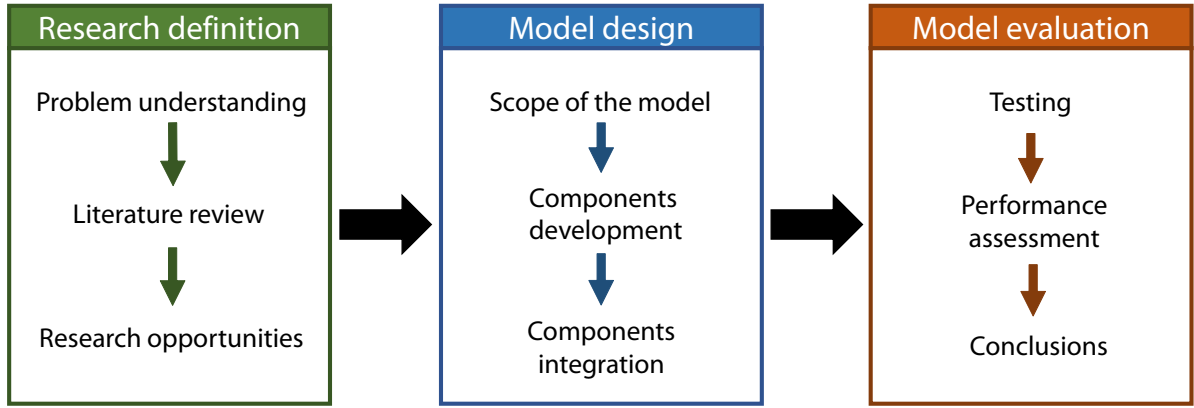 Research definition
Problem understanding
Literature review
Research opportunities
Model design
Scope of the model
Components
development
Components
integration
Model evaluation
Testing
Performance
assessment
Conclusions